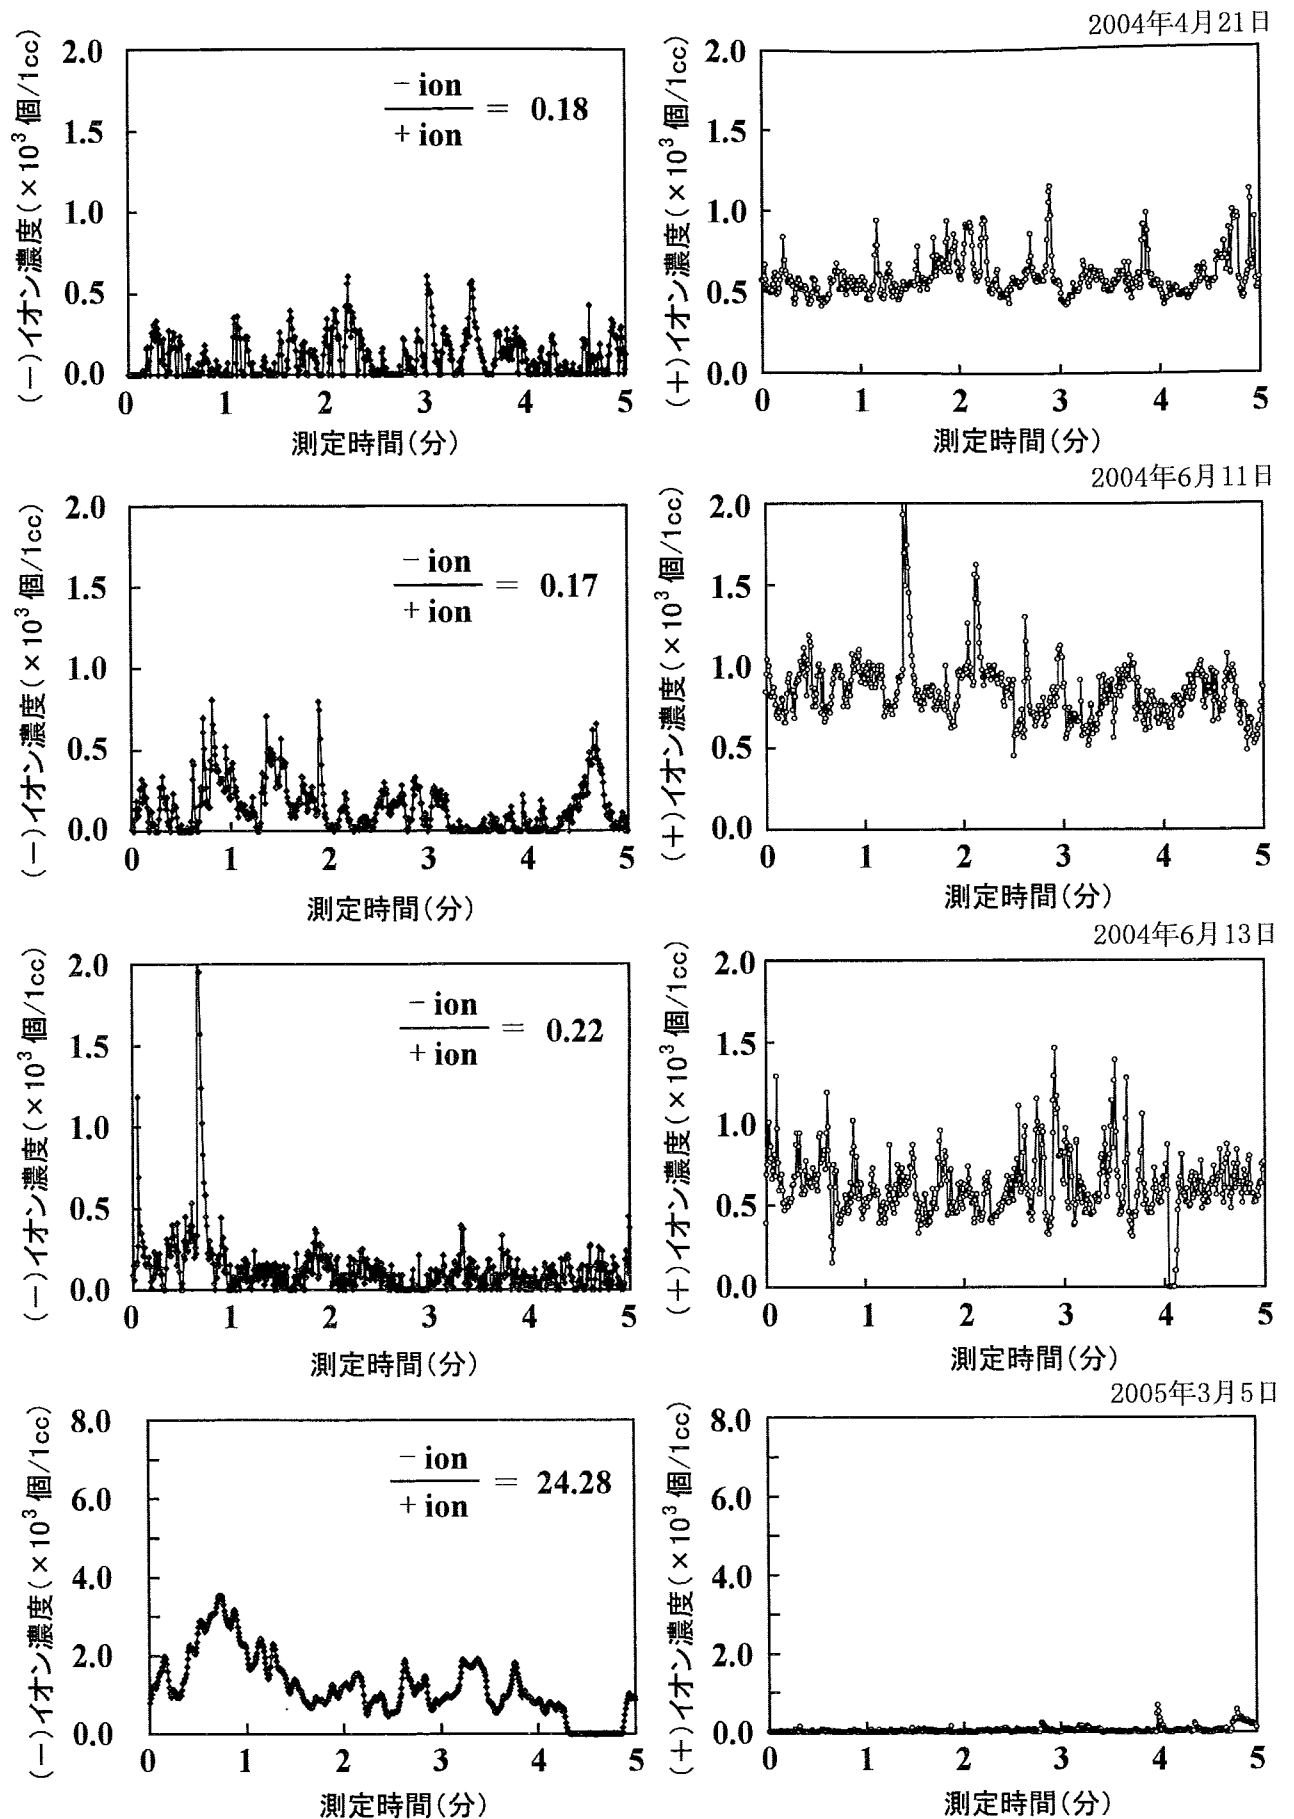 2004年4月21日
(－)イオン濃度(×10³ 個/1cc)
2.0
1.5
1.0
0.5
0.0
－ ion
＋ ion
＝ 0.18
0 1 2 3 4 5
測定時間(分)
(＋)イオン濃度(×10³ 個/1cc)
2.0
1.5
1.0
0.5
0.0
0 1 2 3 4 5
測定時間(分)
2004年6月11日
(－)イオン濃度(×10³ 個/1cc)
2.0
1.5
1.0
0.5
0.0
－ ion
＋ ion
＝ 0.17
0 1 2 3 4 5
測定時間(分)
(＋)イオン濃度(×10³ 個/1cc)
2.0
1.5
1.0
0.5
0.0
0 1 2 3 4 5
測定時間(分)
2004年6月13日
(－)イオン濃度(×10³ 個/1cc)
2.0
1.5
1.0
0.5
0.0
－ ion
＋ ion
＝ 0.22
0 1 2 3 4 5
測定時間(分)
(＋)イオン濃度(×10³ 個/1cc)
2.0
1.5
1.0
0.5
0.0
0 1 2 3 4 5
測定時間(分)
2005年3月5日
(－)イオン濃度(×10³ 個/1cc)
8.0
6.0
4.0
2.0
0.0
－ ion
＋ ion
＝ 24.28
0 1 2 3 4 5
測定時間(分)
(＋)イオン濃度(×10³ 個/1cc)
8.0
6.0
4.0
2.0
0.0
0 1 2 3 4 5
測定時間(分)